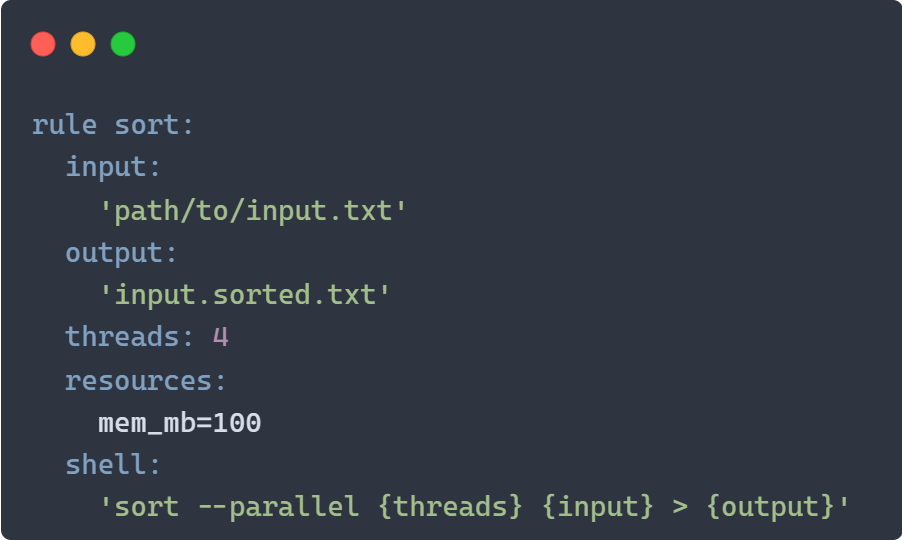 rule sort:
  input:
    'path/to/input.txt'
  output:
    'input.sorted.txt'
  threads: 4
  resources:
    mem_mb=100
  shell:
    'sort --parallel {threads} {input} > {output}'